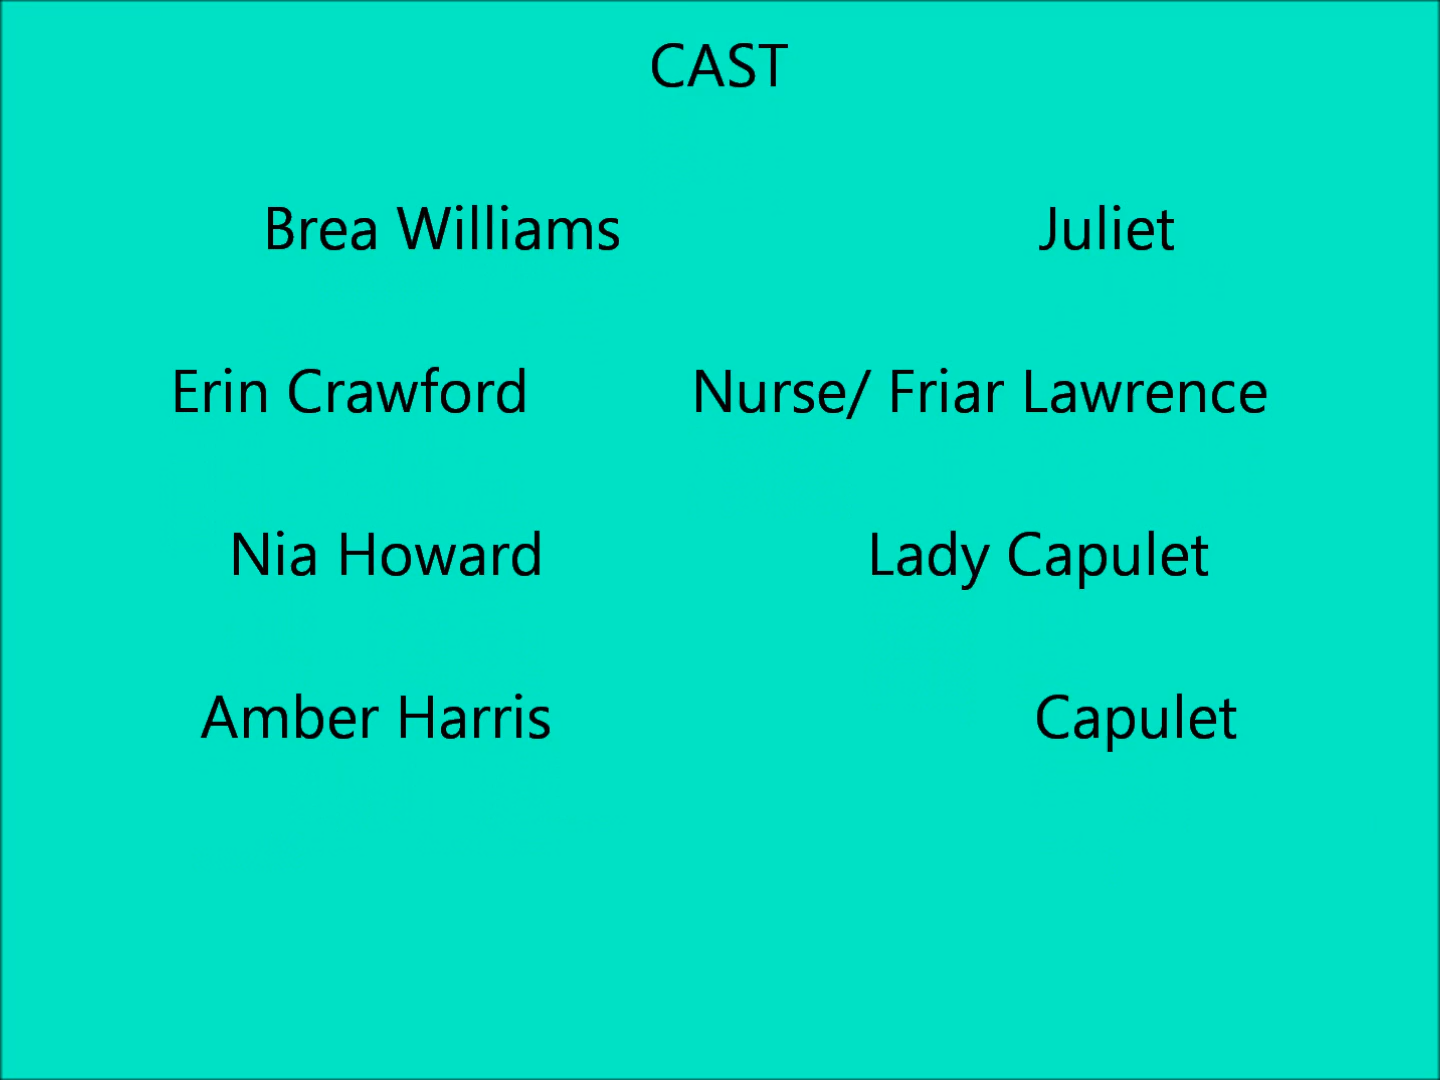 CAST
Brea Williams Juliet
Erin Crawford Nurse/ Friar Lawrence
Nia Howard Lady Capulet
Amber Harris Capulet